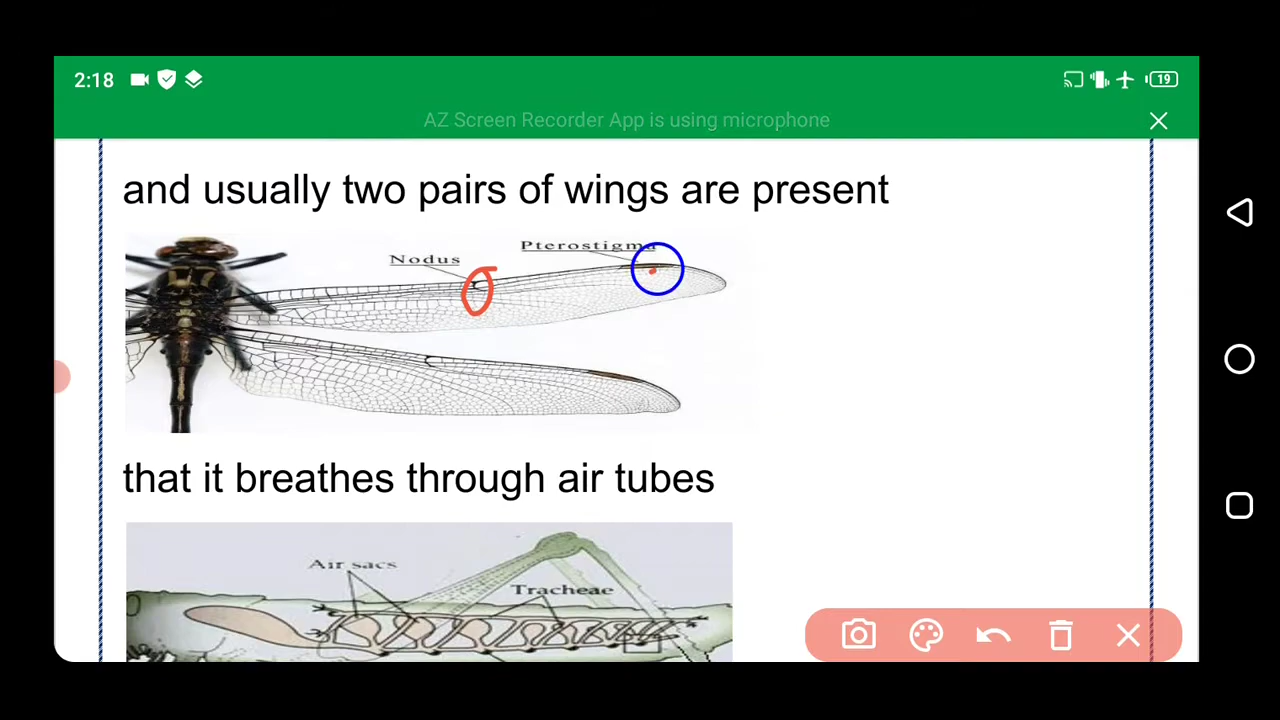 2:18
19
AZ Screen Recorder App is using microphone
and usually two pairs of wings are present
Pterostigma
Nodus
that it breathes through air tubes
Air sacs
Tracheae